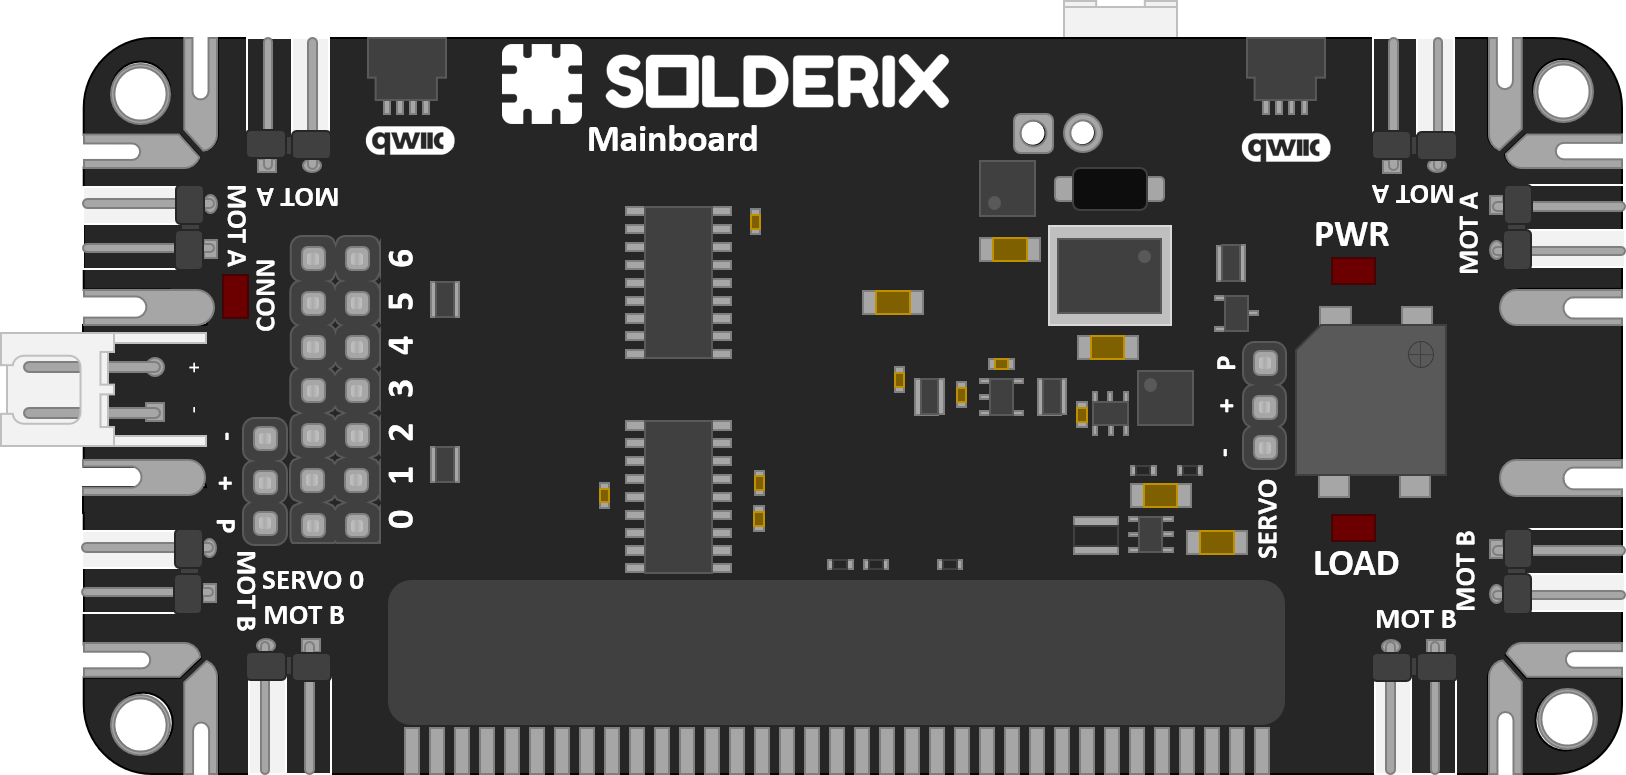 SOLDERIX
Mainboard
qwiic
qwiic
MOT A
MOT A
MOT A
MOT A
CONN
PWR
6
5
4
3
2
1
0
+
-
-
+
P
P
+
-
SERVO
LOAD
MOT B
SERVO 0
MOT B
MOT B
MOT B